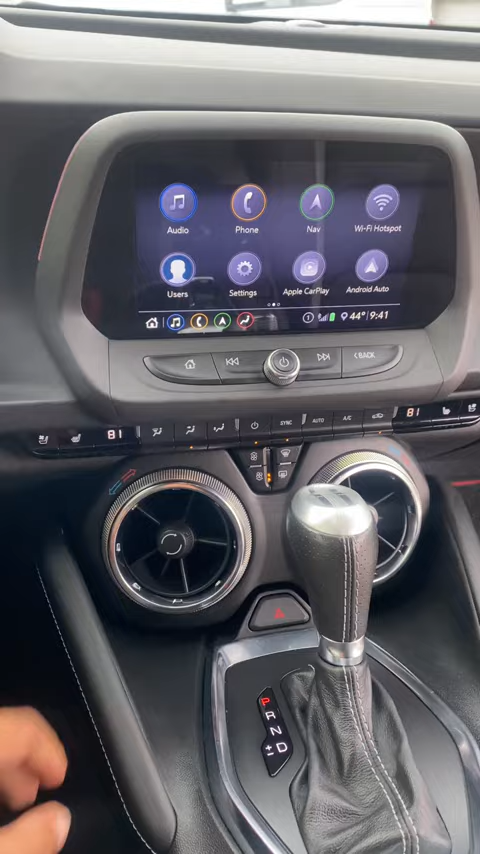 Audio Phone Nav Wi-Fi Hotspot
Users Settings Apple CarPlay Android Auto
1 44° 9:41
BACK
81 SYNC AUTO A/C 81
P
R
N
± D